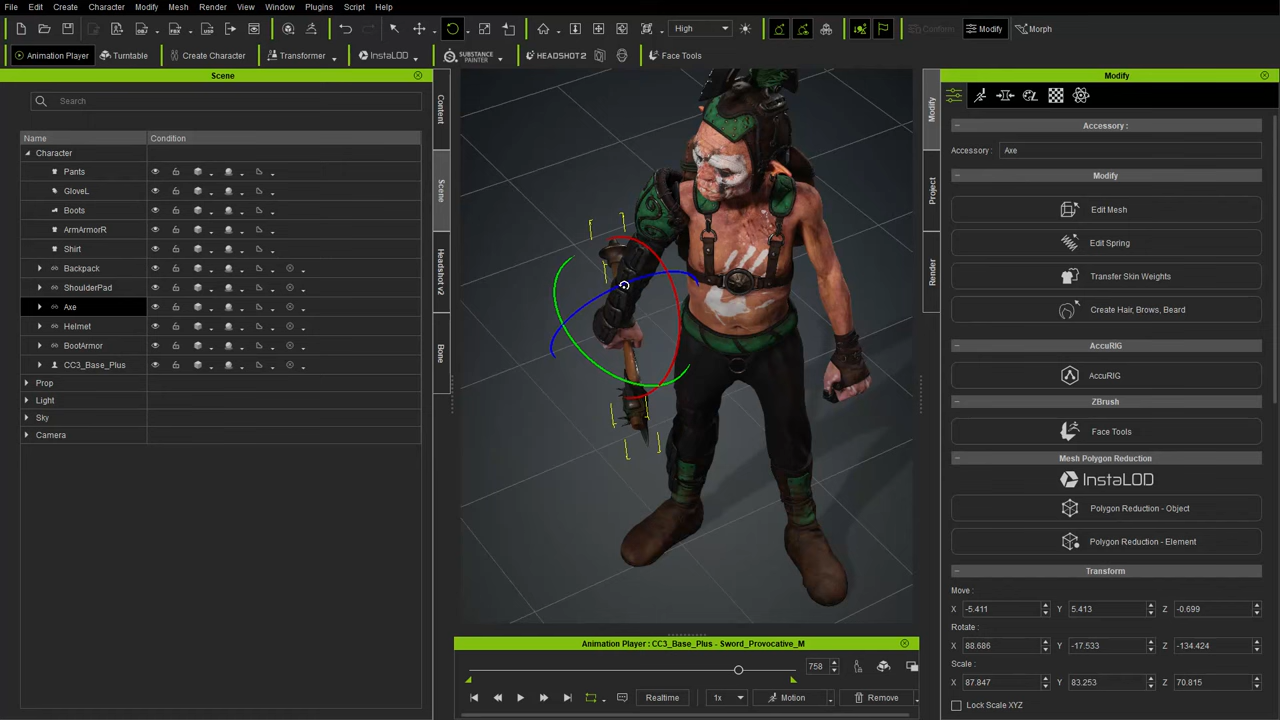 File Edit Create Character Modify Mesh Render View Window Plugins Script Help
High Conform Modify Morph
Animation Player Turntable Create Character Transformer InstaLOD SUBSTANCE PAINTER HEADSHOT2 Face Tools
Scene
Search
Name Condition
Character
Pants
GloveL
Boots
ArmArmorR
Shirt
Backpack
ShoulderPad
Axe
Helmet
BootArmor
CC3_Base_Plus
Prop
Light
Sky
Camera
Content
Scene
Headshot v2
Bone
Animation Player : CC3_Base_Plus - Sword_Provocative_M
758
Realtime 1x Motion Remove
Modify
Project
Render
Modify
Accessory :
Accessory : Axe
Modify
Edit Mesh
Edit Spring
Transfer Skin Weights
Create Hair, Brows, Beard
AccuRIG
AccuRIG
ZBrush
Face Tools
Mesh Polygon Reduction
InstaLOD
Polygon Reduction - Object
Polygon Reduction - Element
Transform
Move :
X -5.411 Y 5.413 Z -0.699
Rotate :
X 88.686 Y -17.533 Z -134.424
Scale :
X 87.847 Y 83.253 Z 70.815
Lock Scale XYZ